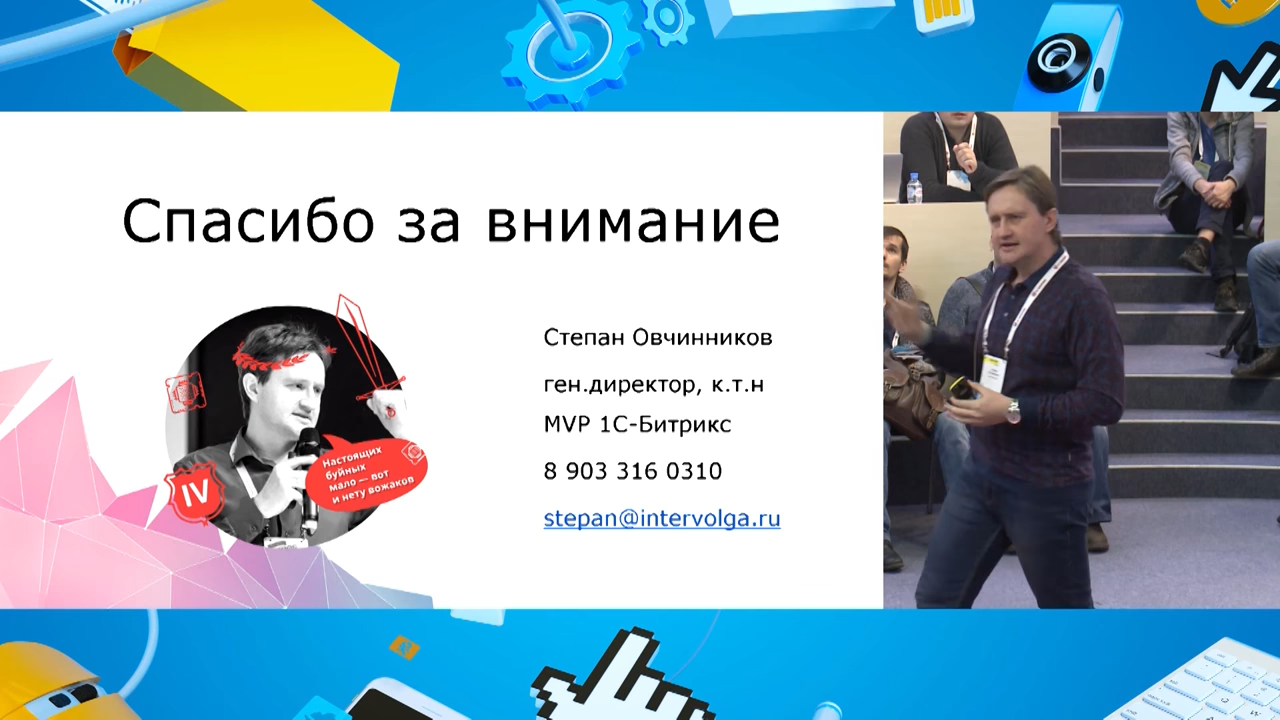 Спасибо за внимание
Степан Овчинников
ген.директор, к.т.н
MVP 1С-Битрикс
8 903 316 0310
stepan@intervolga.ru
Настоящих
буйных
мало — вот
и нету вожаков
IV